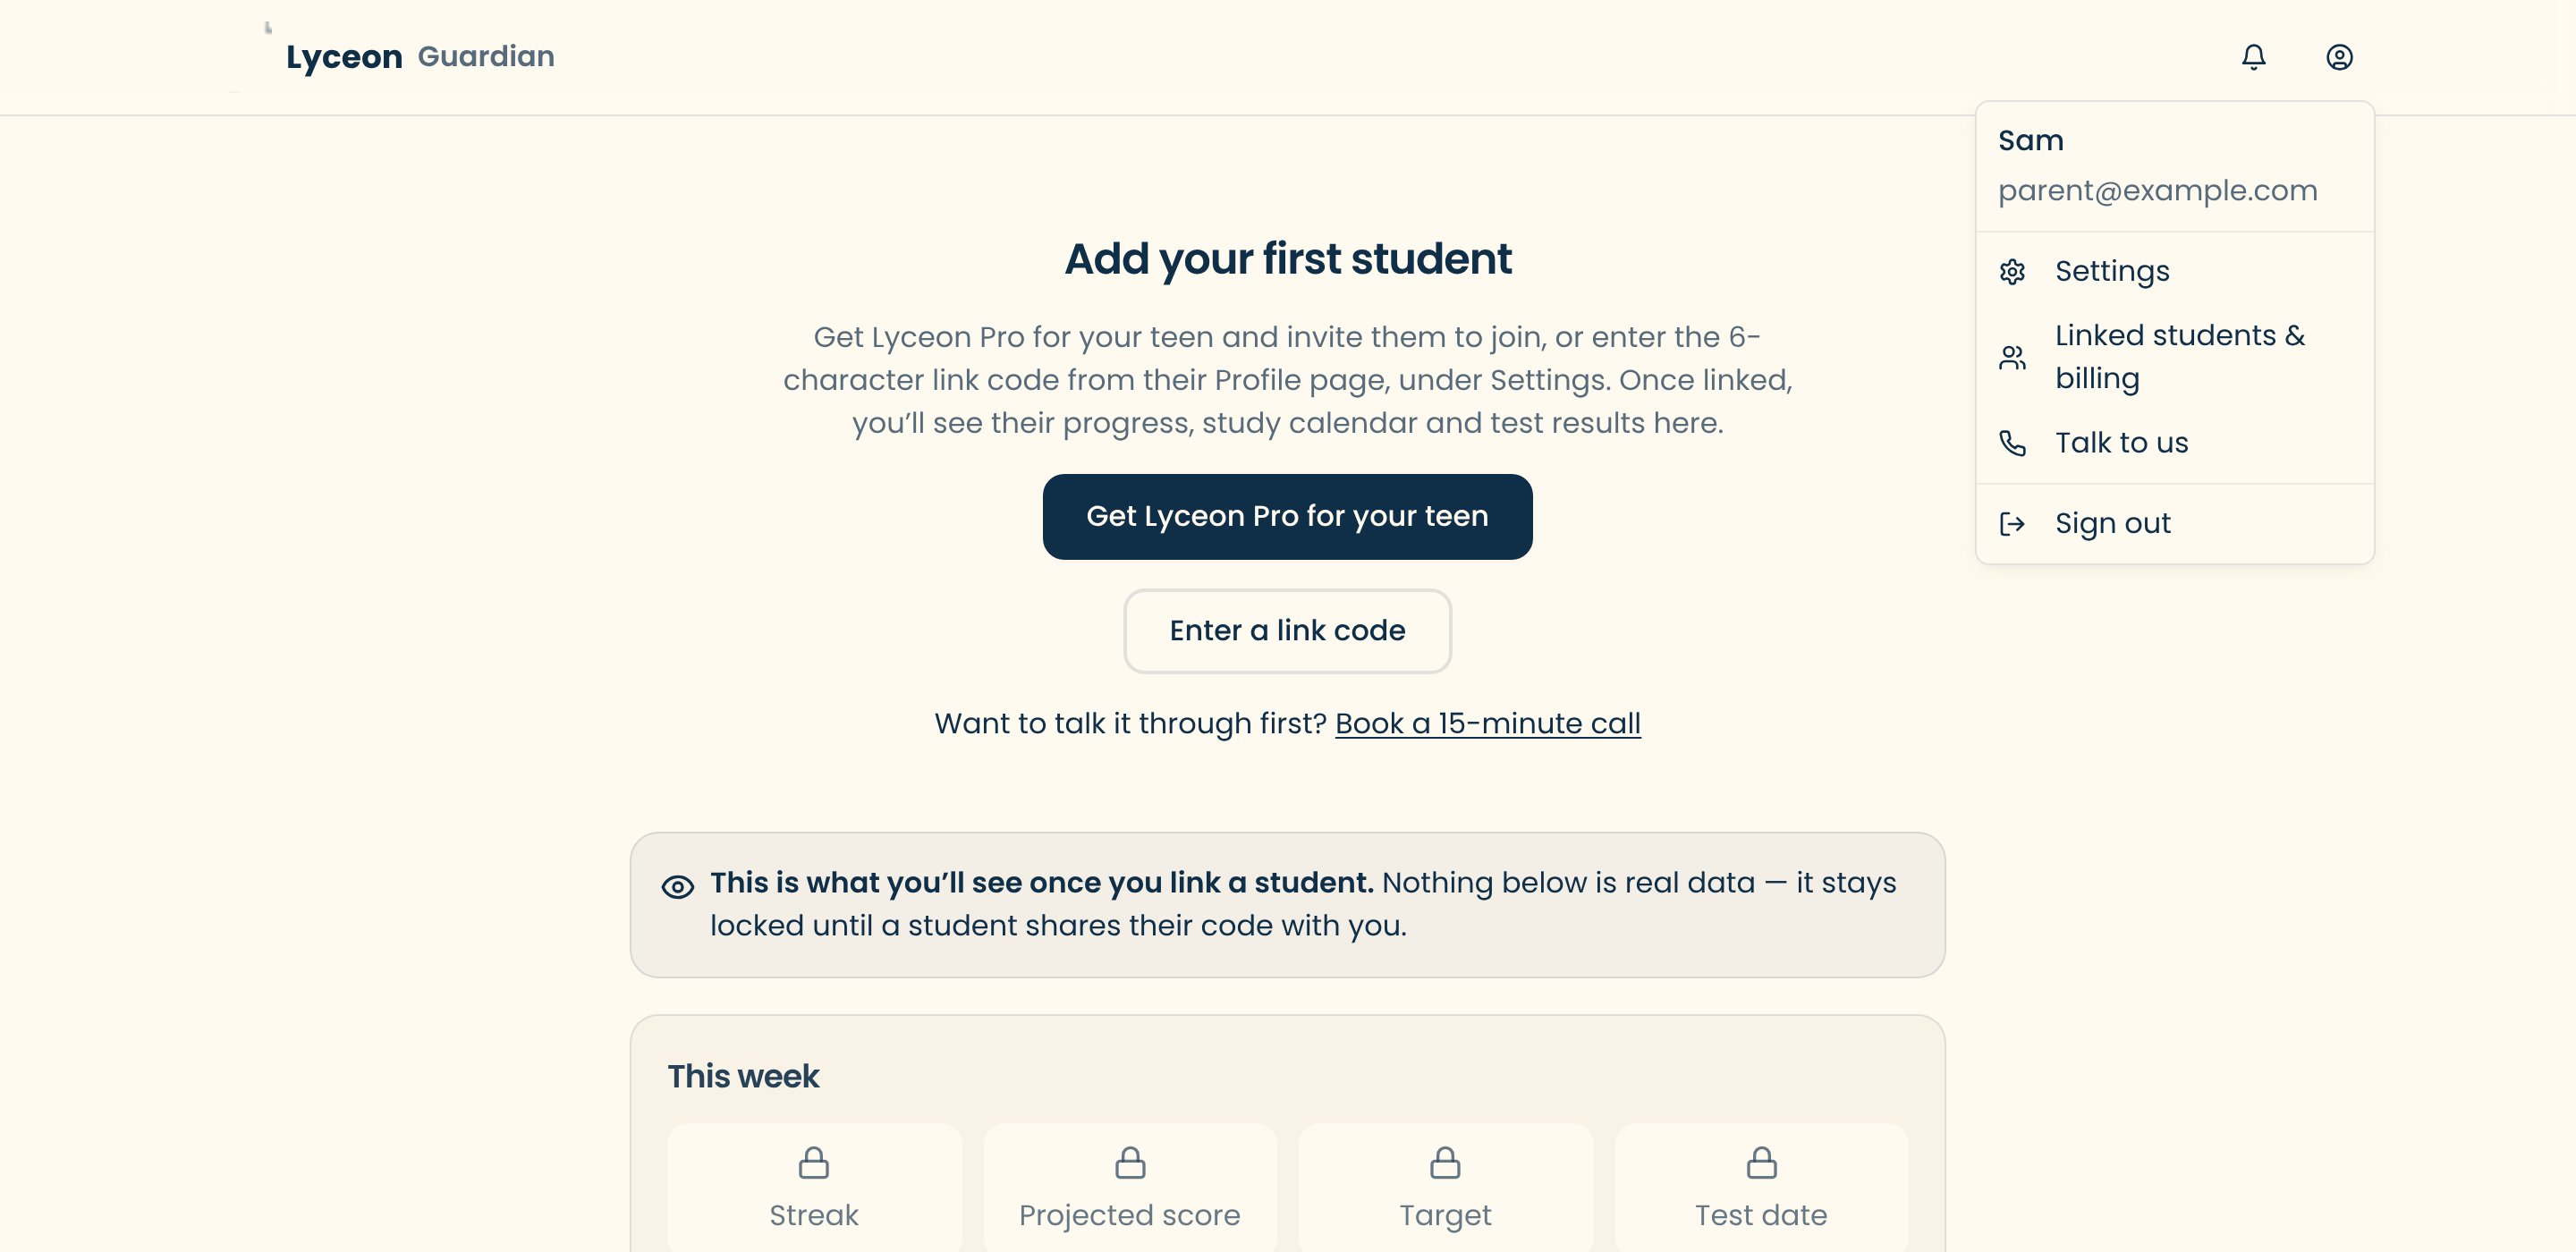 Lyceon Guardian
Sam
parent@example.com
Settings
Linked students &
billing
Talk to us
Sign out
Add your first student
Get Lyceon Pro for your teen and invite them to join, or enter the 6-
character link code from their Profile page, under Settings. Once linked,
you’ll see their progress, study calendar and test results here.
Get Lyceon Pro for your teen
Enter a link code
Want to talk it through first? Book a 15-minute call
This is what you’ll see once you link a student. Nothing below is real data — it stays
locked until a student shares their code with you.
This week
Streak
Projected score
Target
Test date